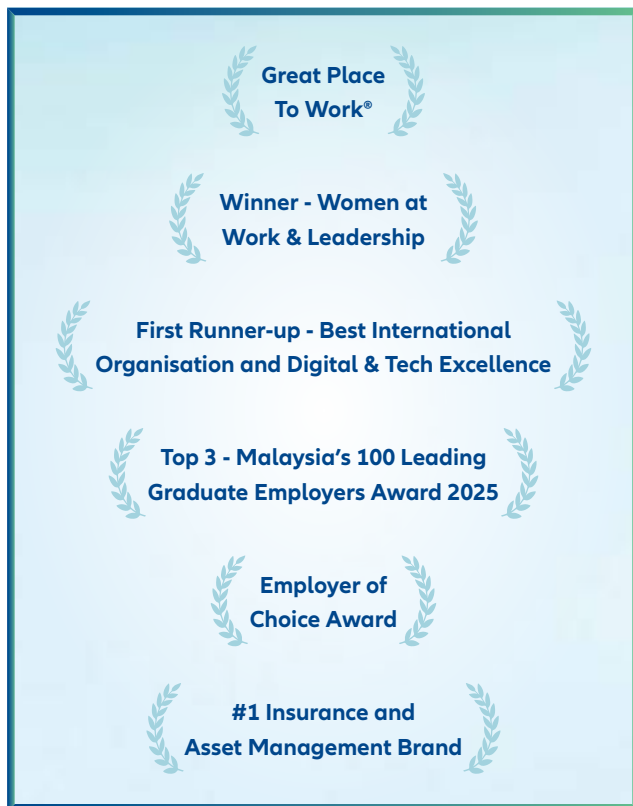 Great Place
To Work®
Winner - Women at
Work & Leadership
First Runner-up - Best International
Organisation and Digital & Tech Excellence
Top 3 - Malaysia’s 100 Leading
Graduate Employers Award 2025
Employer of
Choice Award
#1 Insurance and
Asset Management Brand